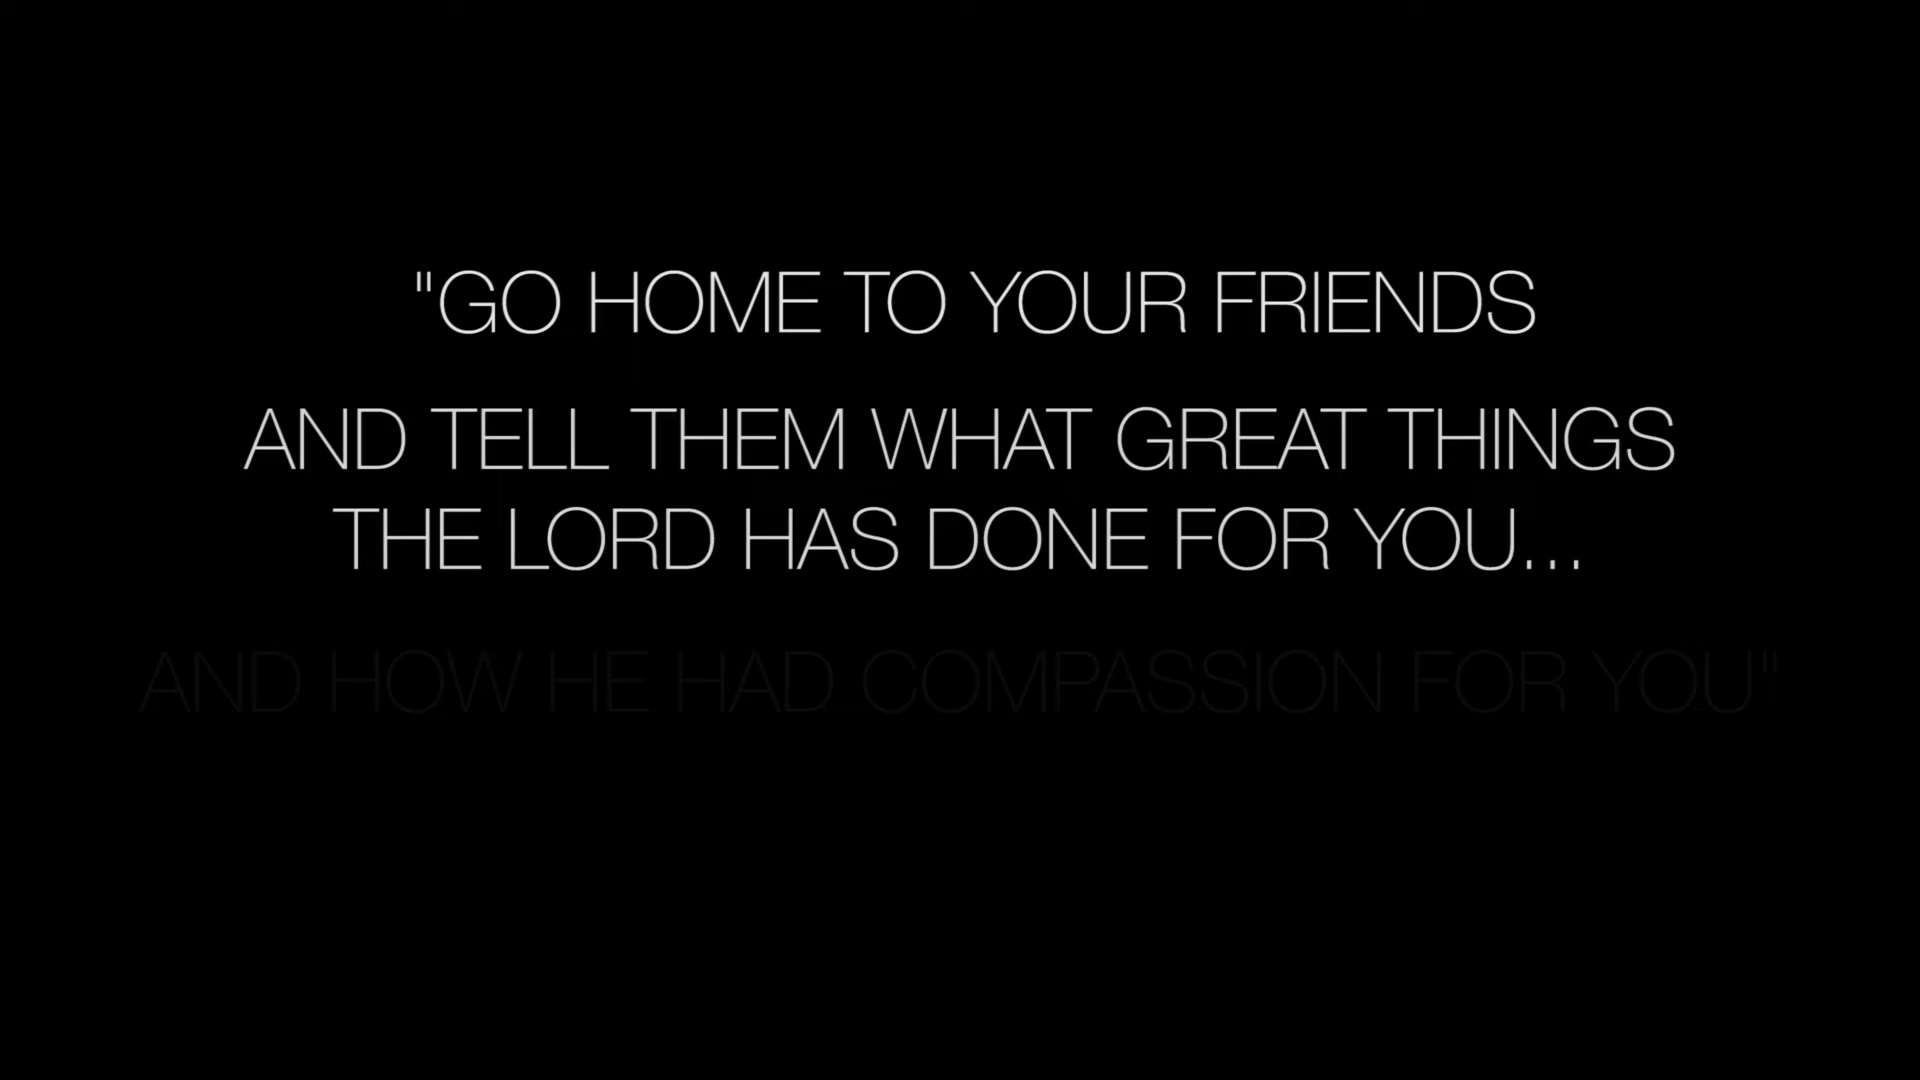 "GO HOME TO YOUR FRIENDS
AND TELL THEM WHAT GREAT THINGS
THE LORD HAS DONE FOR YOU...
AND HOW HE HAD COMPASSION FOR YOU"